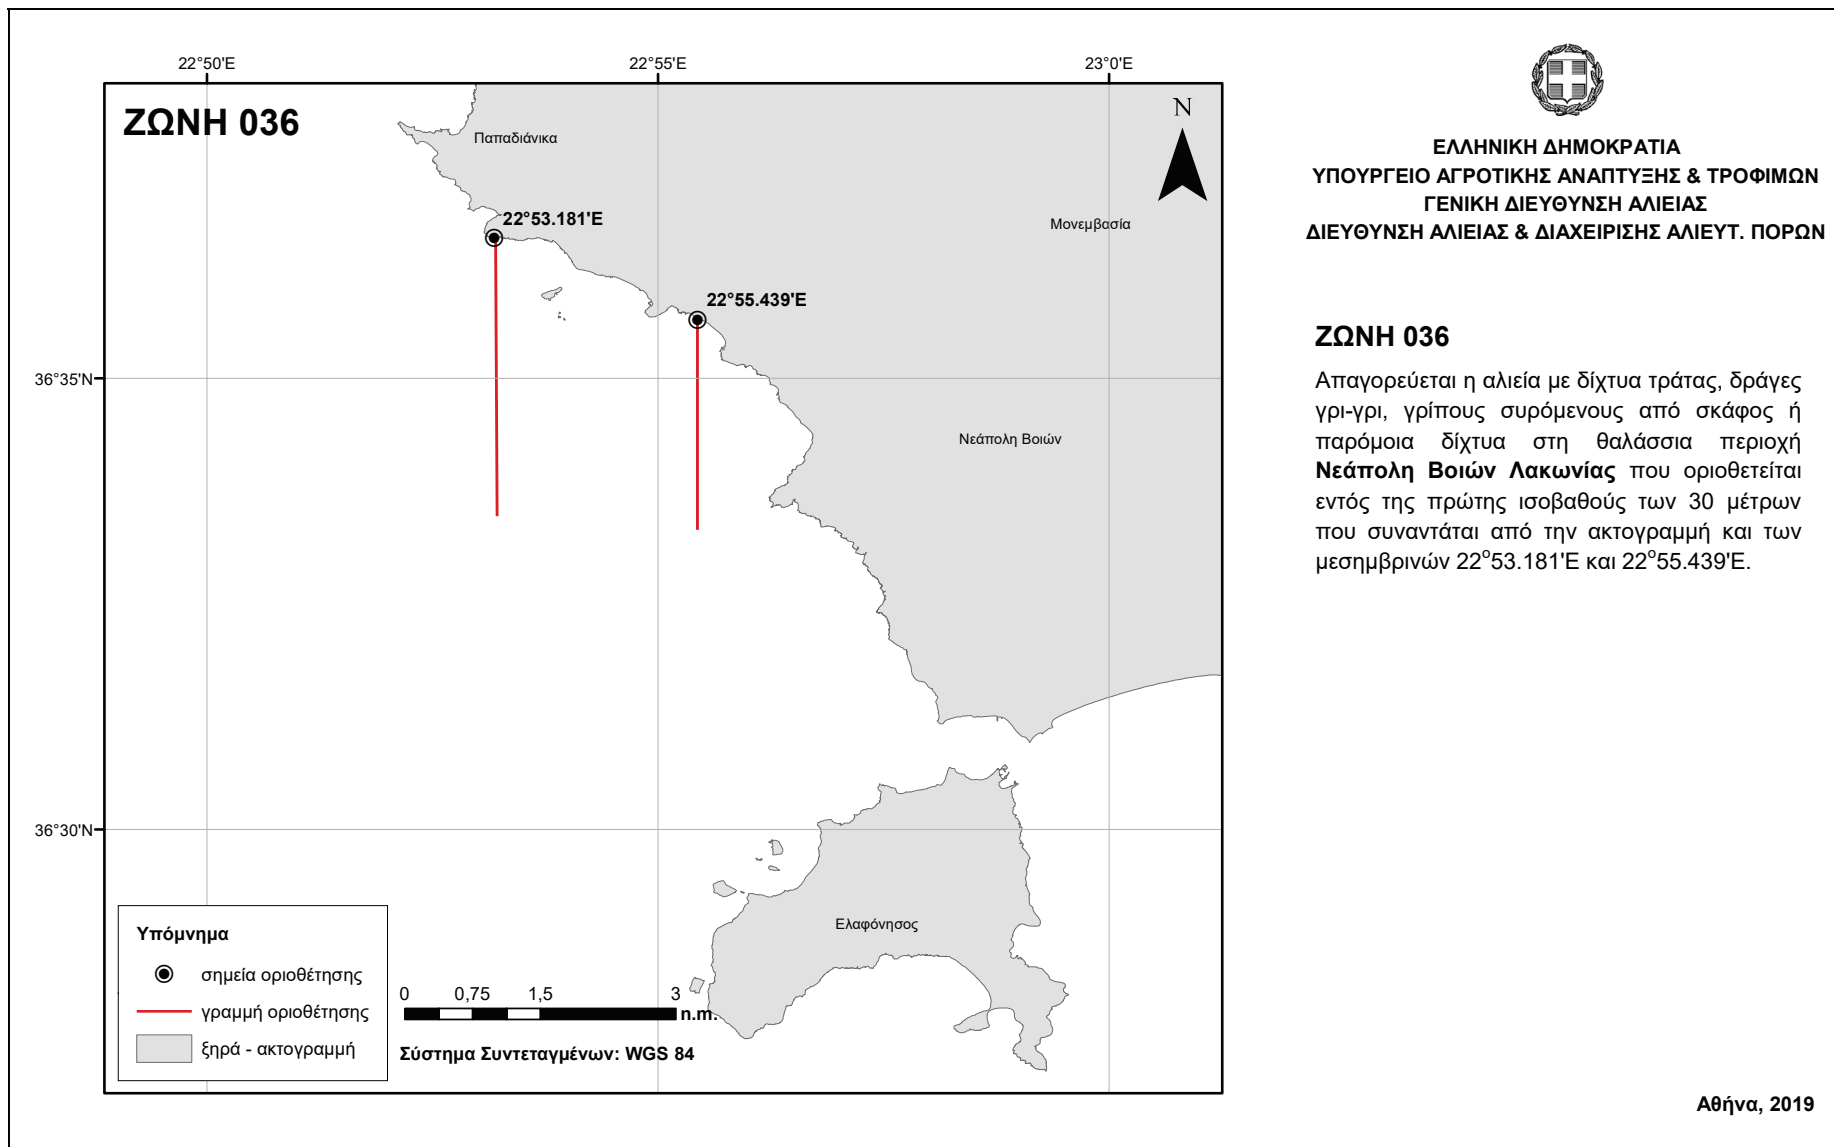 22°50'E
22°55'E
23°0'E
ΖΩΝΗ 036
Παπαδιάνικα
N
22°53.181'E
Μονεμβασία
22°55.439'E
36°35'N
Νεάπολη Βοιών
36°30'N
Ελαφόνησος
Υπόμνημα
σημεία οριοθέτησης
γραμμή οριοθέτησης
ξηρά - ακτογραμμή
0 0,75 1,5 3
n.m.
Σύστημα Συντεταγμένων: WGS 84
ΕΛΛΗΝΙΚΗ ΔΗΜΟΚΡΑΤΙΑ
ΥΠΟΥΡΓΕΙΟ ΑΓΡΟΤΙΚΗΣ ΑΝΑΠΤΥΞΗΣ & ΤΡΟΦΙΜΩΝ
ΓΕΝΙΚΗ ΔΙΕΥΘΥΝΣΗ ΑΛΙΕΙΑΣ
ΔΙΕΥΘΥΝΣΗ ΑΛΙΕΙΑΣ & ΔΙΑΧΕΙΡΙΣΗΣ ΑΛΙΕΥΤ. ΠΟΡΩΝ
ΖΩΝΗ 036
Απαγορεύεται η αλιεία με δίχτυα τράτας, δράγες
γρι-γρι, γρίπους συρόμενους από σκάφος ή
παρόμοια δίχτυα στη θαλάσσια περιοχή
Νεάπολη Βοιών Λακωνίας που οριοθετείται
εντός της πρώτης ισοβαθούς των 30 μέτρων
που συναντάται από την ακτογραμμή και των
μεσημβρινών 22°53.181'E και 22°55.439'E.
Αθήνα, 2019